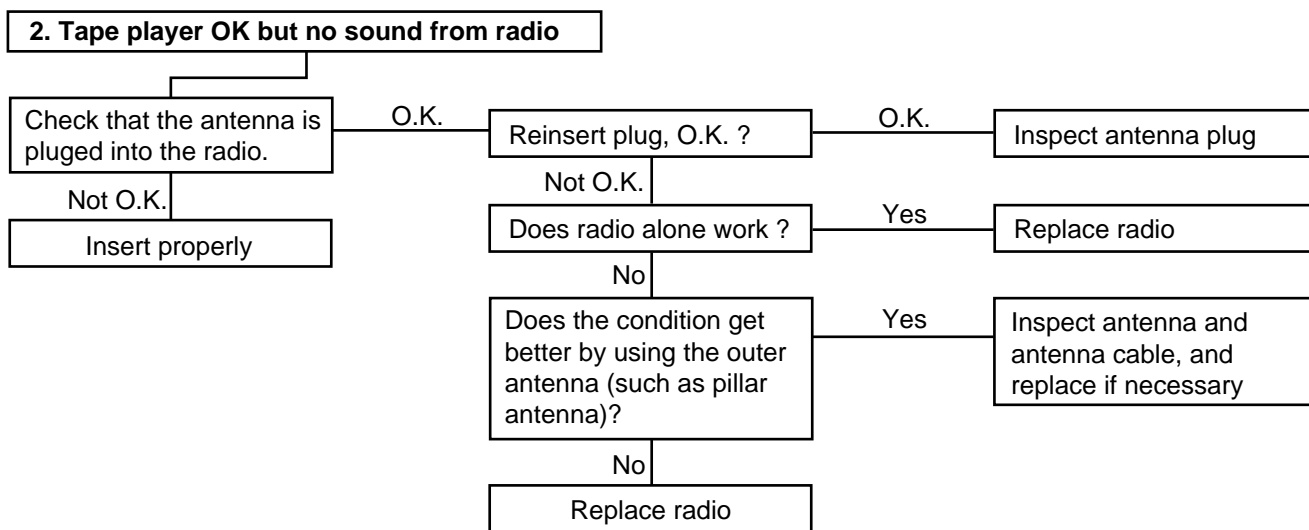 2. Tape player OK but no sound from radio
Check that the antenna is
pluged into the radio.
O.K.
Reinsert plug, O.K. ?
O.K.
Inspect antenna plug
Not O.K.
Insert properly
Not O.K.
Does radio alone work ?
Yes
Replace radio
No
Does the condition get
better by using the outer
antenna (such as pillar
antenna)?
Yes
Inspect antenna and
antenna cable, and
replace if necessary
No
Replace radio